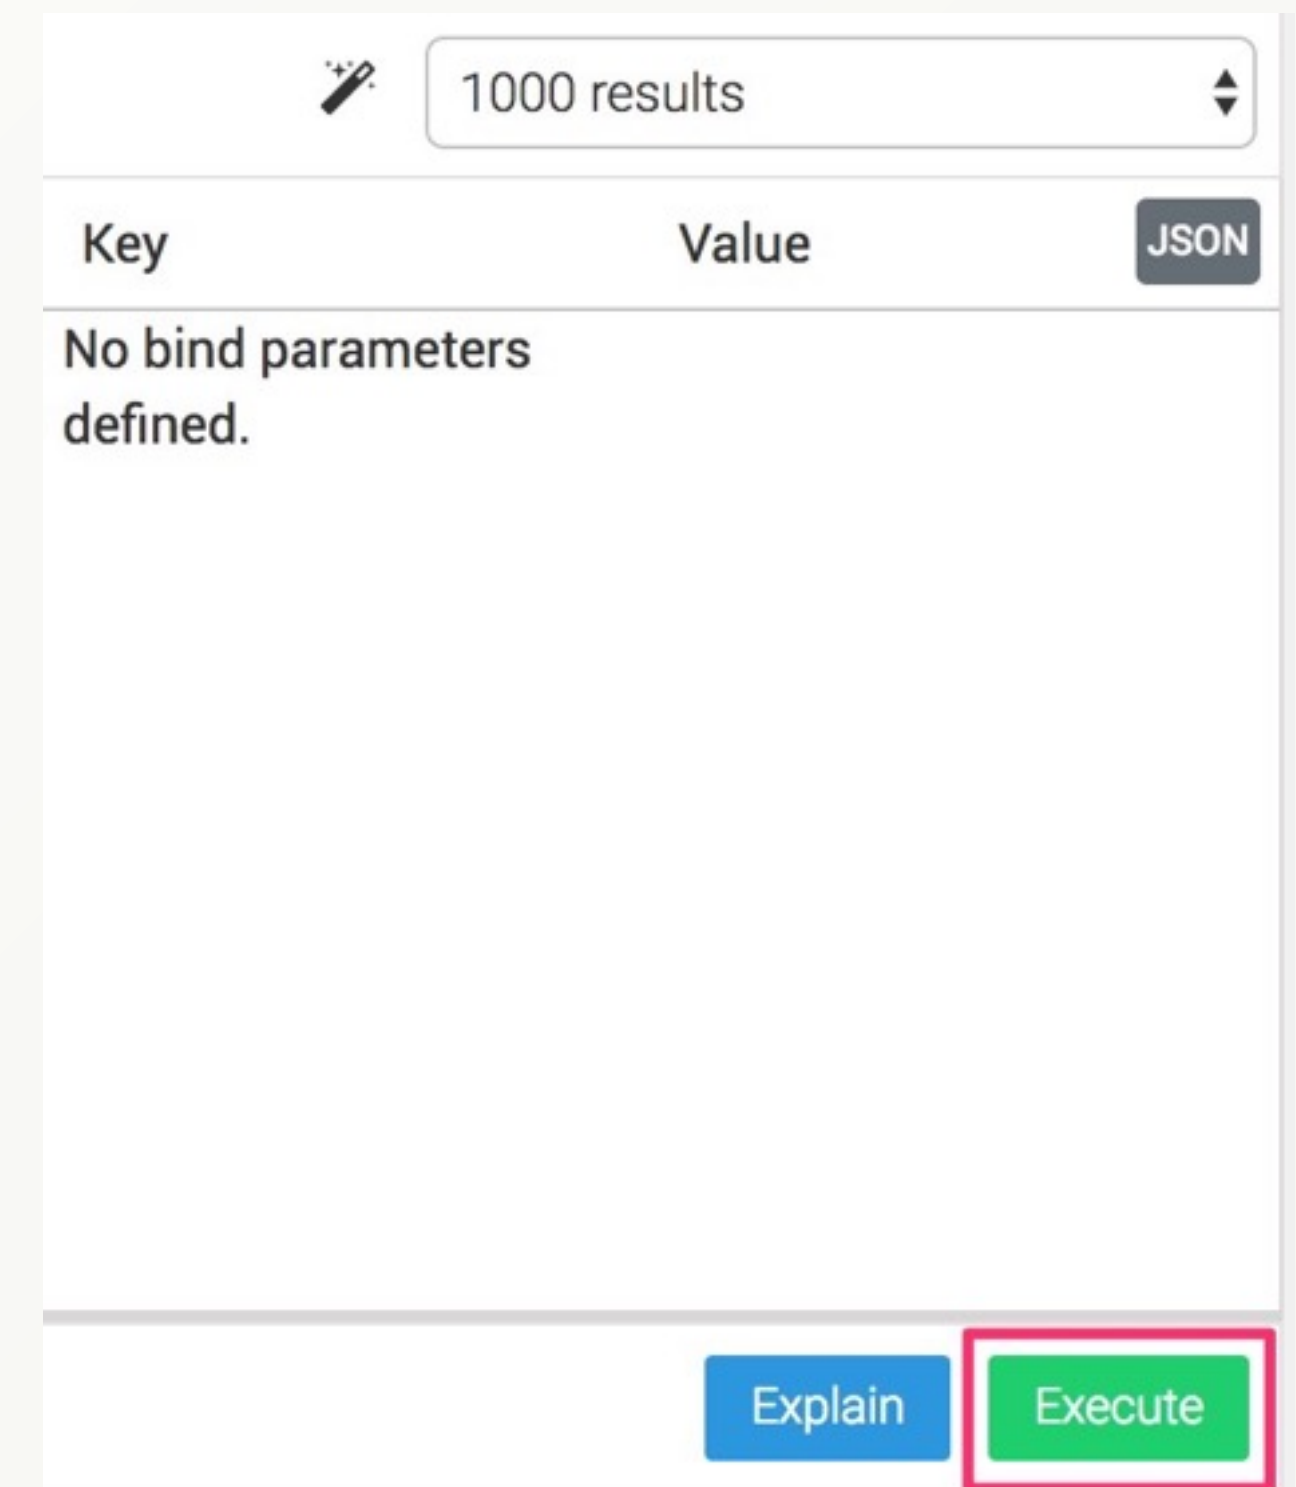 1000 results
Key Value JSON
No bind parameters
defined.
Explain Execute